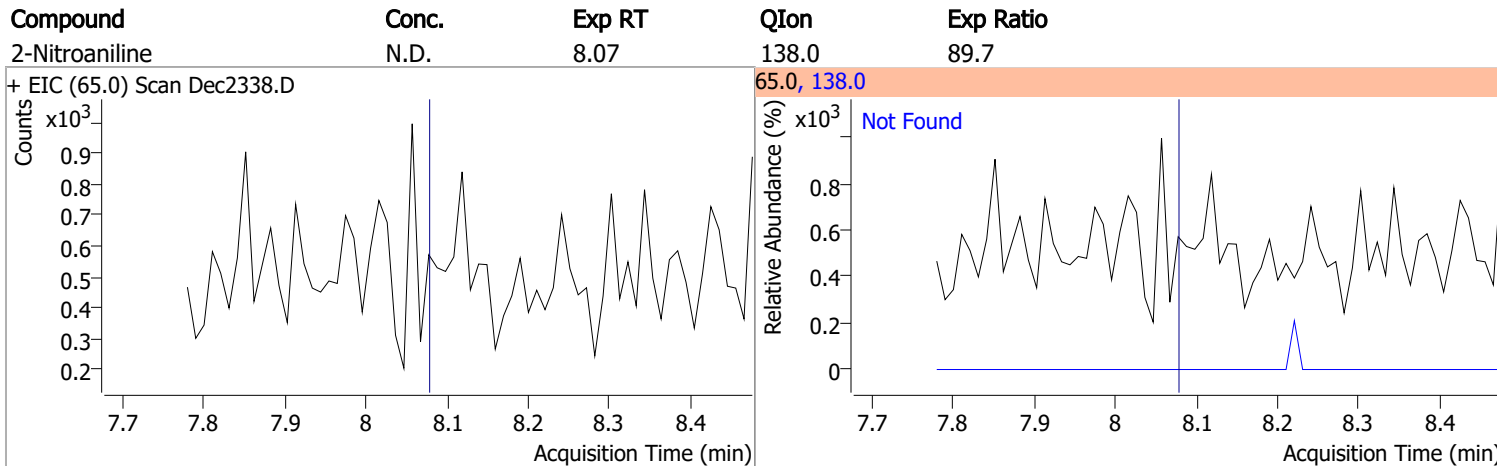 Compound Conc. Exp RT QIon Exp Ratio
2-Nitroaniline N.D. 8.07 138.0 89.7
+ EIC (65.0) Scan Dec2338.D
Counts
x10³
0.9
0.8
0.7
0.6
0.5
0.4
0.3
0.2
7.7 7.8 7.9 8 8.1 8.2 8.3 8.4
Acquisition Time (min)
65.0, 138.0
Relative Abundance (%)
x10³
Not Found
0.8
0.6
0.4
0.2
0
7.7 7.8 7.9 8 8.1 8.2 8.3 8.4
Acquisition Time (min)